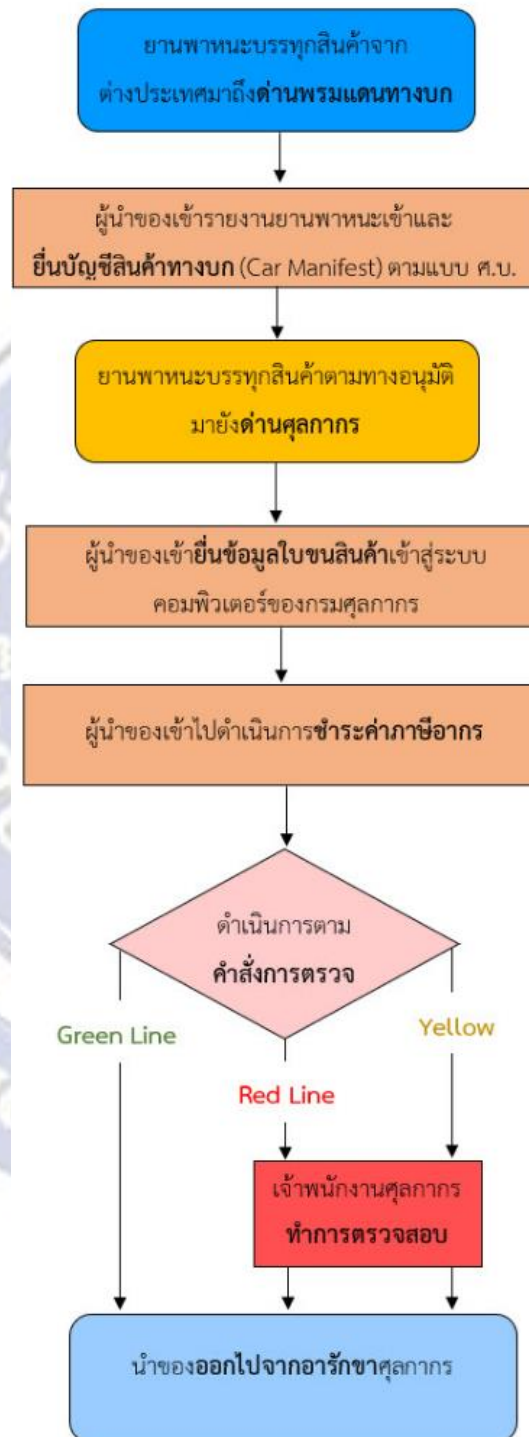 ยานพาหนะบรรทุกสินค้าจาก
ต่างประเทศมาถึงด่านพรมแดนทางบก
ผู้นำของเข้ารายงานยานพาหนะเข้าและ
ยื่นบัญชีสินค้าทางบก (Car Manifest) ตามแบบ ศ.บ.
ยานพาหนะบรรทุกสินค้าตามทางอนุมัติ
มายังด่านศุลกากร
ผู้นำของเข้ายื่นข้อมูลใบขนสินค้าเข้าสู่ระบบ
คอมพิวเตอร์ของกรมศุลกากร
ผู้นำของเข้าไปดำเนินการชำระค่าภาษีอากร
ดำเนินการตาม
คำสั่งการตรวจ
Green Line
Yellow
Red Line
เจ้าพนักงานศุลกากร
ทำการตรวจสอบ
นำของออกไปจากอารักขาศุลกากร